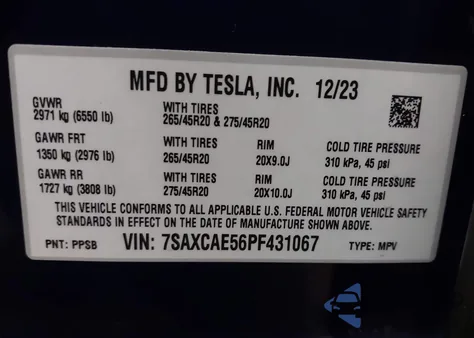 MFD BY TESLA, INC. 12/23
GVWR
2971 kg (6550 lb)
WITH TIRES
265/45R20 & 275/45R20
GAWR FRT
1350 kg (2976 lb)
WITH TIRES
265/45R20
RIM
20X9.0J
COLD TIRE PRESSURE
310 kPa, 45 psi
GAWR RR
1727 kg (3808 lb)
WITH TIRES
275/45R20
RIM
20X10.0J
COLD TIRE PRESSURE
310 kPa, 45 psi
THIS VEHICLE CONFORMS TO ALL APPLICABLE U.S. FEDERAL MOTOR VEHICLE SAFETY
STANDARDS IN EFFECT ON THE DATE OF MANUFACTURE SHOWN ABOVE.
PNT: PPSB VIN: 7SAXCAE56PF431067 TYPE: MPV